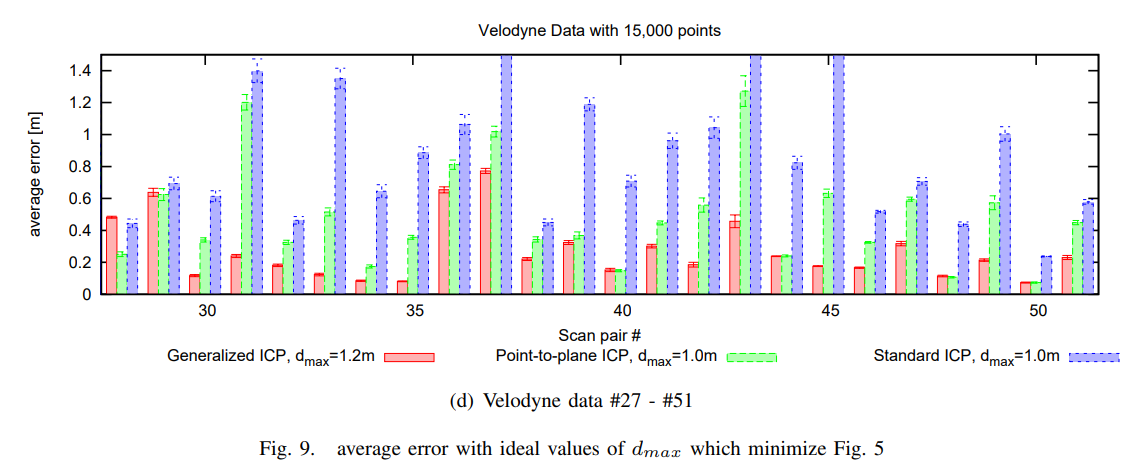 Velodyne Data with 15,000 points
average error [m]
1.4
1.2
1
0.8
0.6
0.4
0.2
0
30 35 40 45 50
Scan pair #
Generalized ICP, dmax=1.2m Point-to-plane ICP, dmax=1.0m Standard ICP, dmax=1.0m
(d) Velodyne data #27 - #51
Fig. 9. average error with ideal values of dmax which minimize Fig. 5